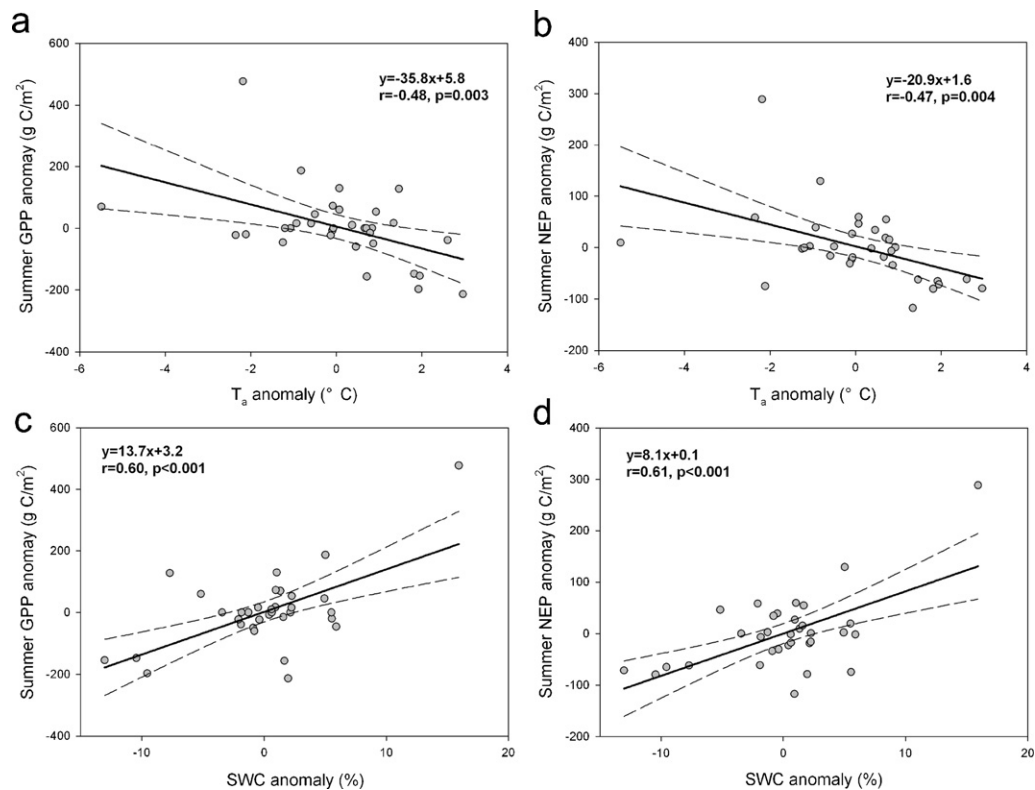 a
600
400
200
0
-200
-400
-6
-4
-2
0
2
4
Summer GPP anomay (g C/m²)
Tₐ anomaly (° C)
y=-35.8x+5.8
r=-0.48, p=0.003
b
400
300
200
100
0
-100
-200
-6
-4
-2
0
2
4
Summer NEP anomay (g C/m²)
Tₐ anomaly (° C)
y=-20.9x+1.6
r=-0.47, p=0.004
c
600
400
200
0
-200
-400
-10
0
10
20
Summer GPP anomay (g C/m²)
SWC anomaly (%)
y=13.7x+3.2
r=0.60, p<0.001
d
400
300
200
100
0
-100
-200
-10
0
10
20
Summer NEP anomay (g C/m²)
SWC anomaly (%)
y=8.1x+0.1
r=0.61, p<0.001